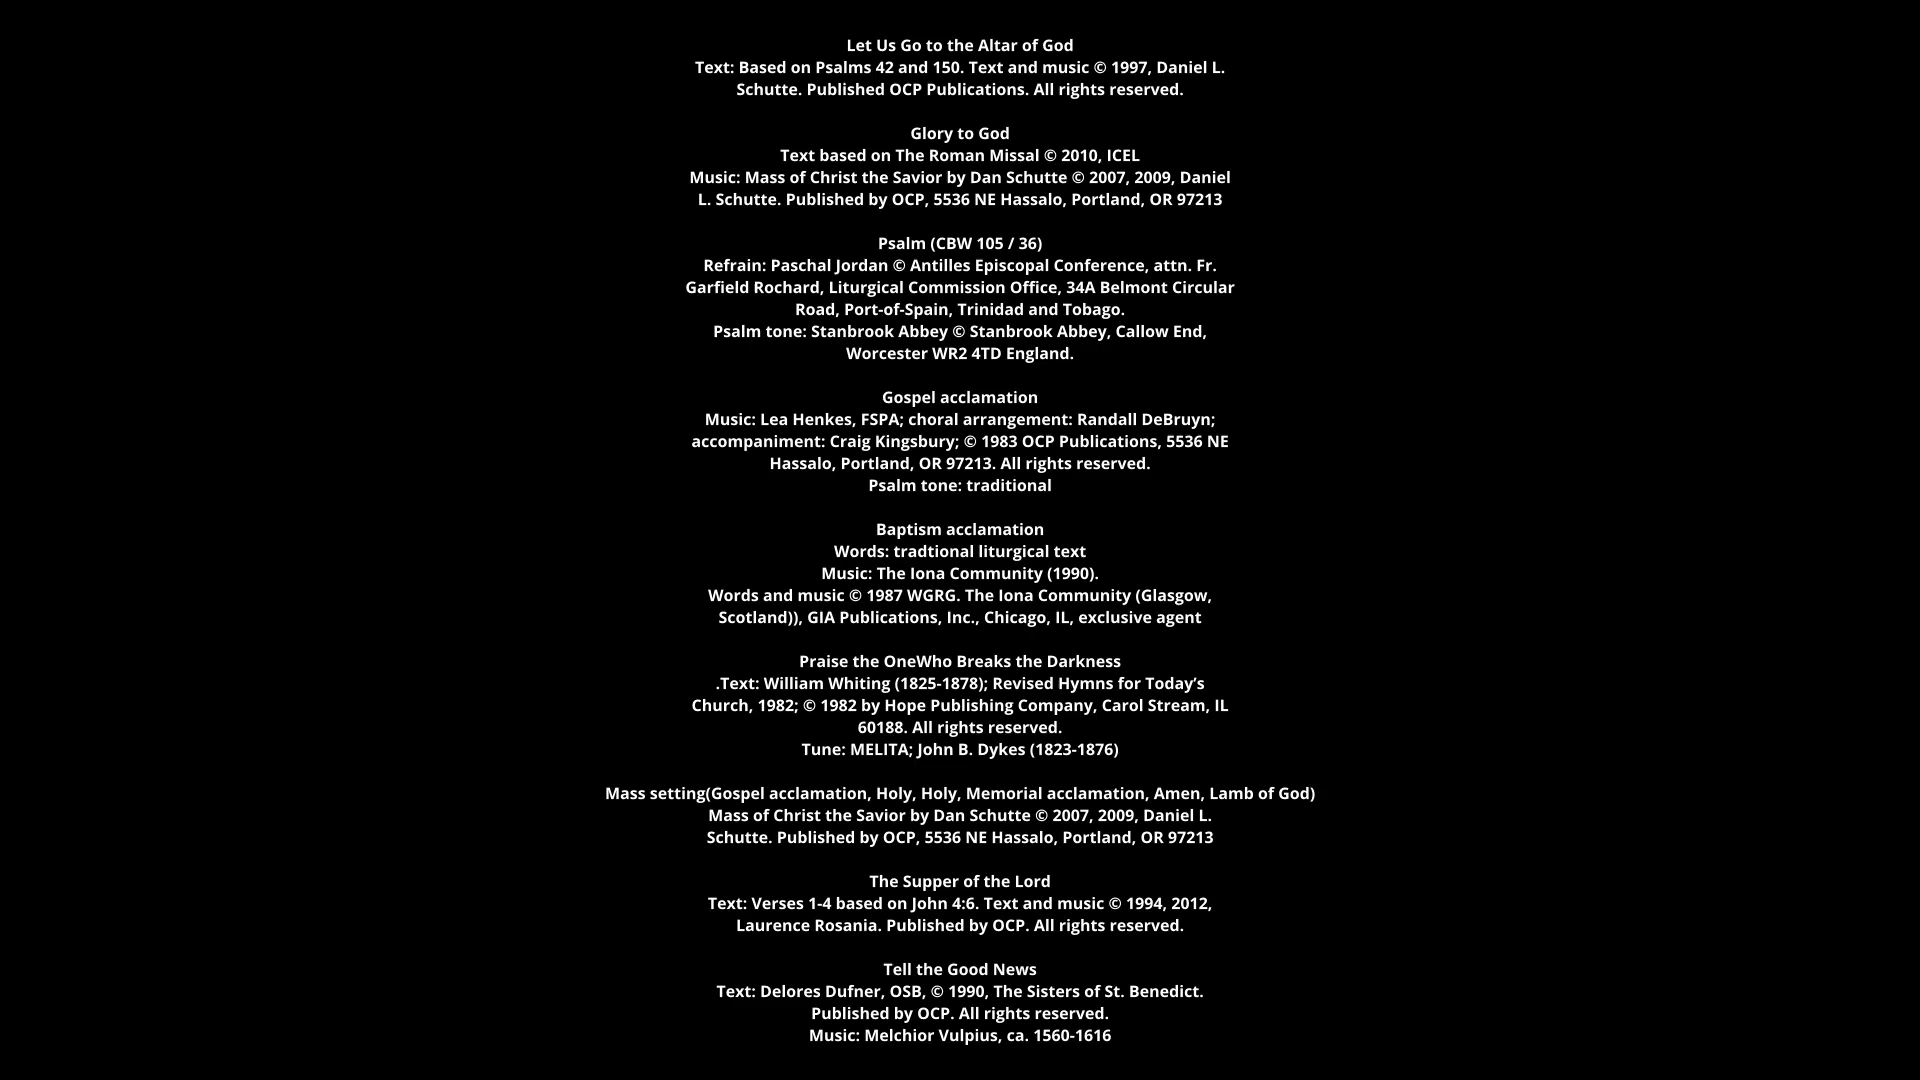 Let Us Go to the Altar of God
Text: Based on Psalms 42 and 150. Text and music © 1997, Daniel L.
Schutte. Published OCP Publications. All rights reserved.
Glory to God
Text based on The Roman Missal © 2010, ICEL
Music: Mass of Christ the Savior by Dan Schutte © 2007, 2009, Daniel
L. Schutte. Published by OCP, 5536 NE Hassalo, Portland, OR 97213
Psalm (CBW 105 / 36)
Refrain: Paschal Jordan © Antilles Episcopal Conference, attn. Fr.
Garfield Rochard, Liturgical Commission Office, 34A Belmont Circular
Road, Port-of-Spain, Trinidad and Tobago.
Psalm tone: Stanbrook Abbey © Stanbrook Abbey, Callow End,
Worcester WR2 4TD England.
Gospel acclamation
Music: Lea Henkes, FSPA; choral arrangement: Randall DeBruyn;
accompaniment: Craig Kingsbury; © 1983 OCP Publications, 5536 NE
Hassalo, Portland, OR 97213. All rights reserved.
Psalm tone: traditional
Baptism acclamation
Words: tradtional liturgical text
Music: The Iona Community (1990).
Words and music © 1987 WGRG. The Iona Community (Glasgow,
Scotland)), GIA Publications, Inc., Chicago, IL, exclusive agent
Praise the OneWho Breaks the Darkness
.Text: William Whiting (1825-1878); Revised Hymns for Today’s
Church, 1982; © 1982 by Hope Publishing Company, Carol Stream, IL
60188. All rights reserved.
Tune: MELITA; John B. Dykes (1823-1876)
Mass setting(Gospel acclamation, Holy, Holy, Memorial acclamation, Amen, Lamb of God)
Mass of Christ the Savior by Dan Schutte © 2007, 2009, Daniel L.
Schutte. Published by OCP, 5536 NE Hassalo, Portland, OR 97213
The Supper of the Lord
Text: Verses 1-4 based on John 4:6. Text and music © 1994, 2012,
Laurence Rosania. Published by OCP. All rights reserved.
Tell the Good News
Text: Delores Dufner, OSB, © 1990, The Sisters of St. Benedict.
Published by OCP. All rights reserved.
Music: Melchior Vulpius, ca. 1560-1616